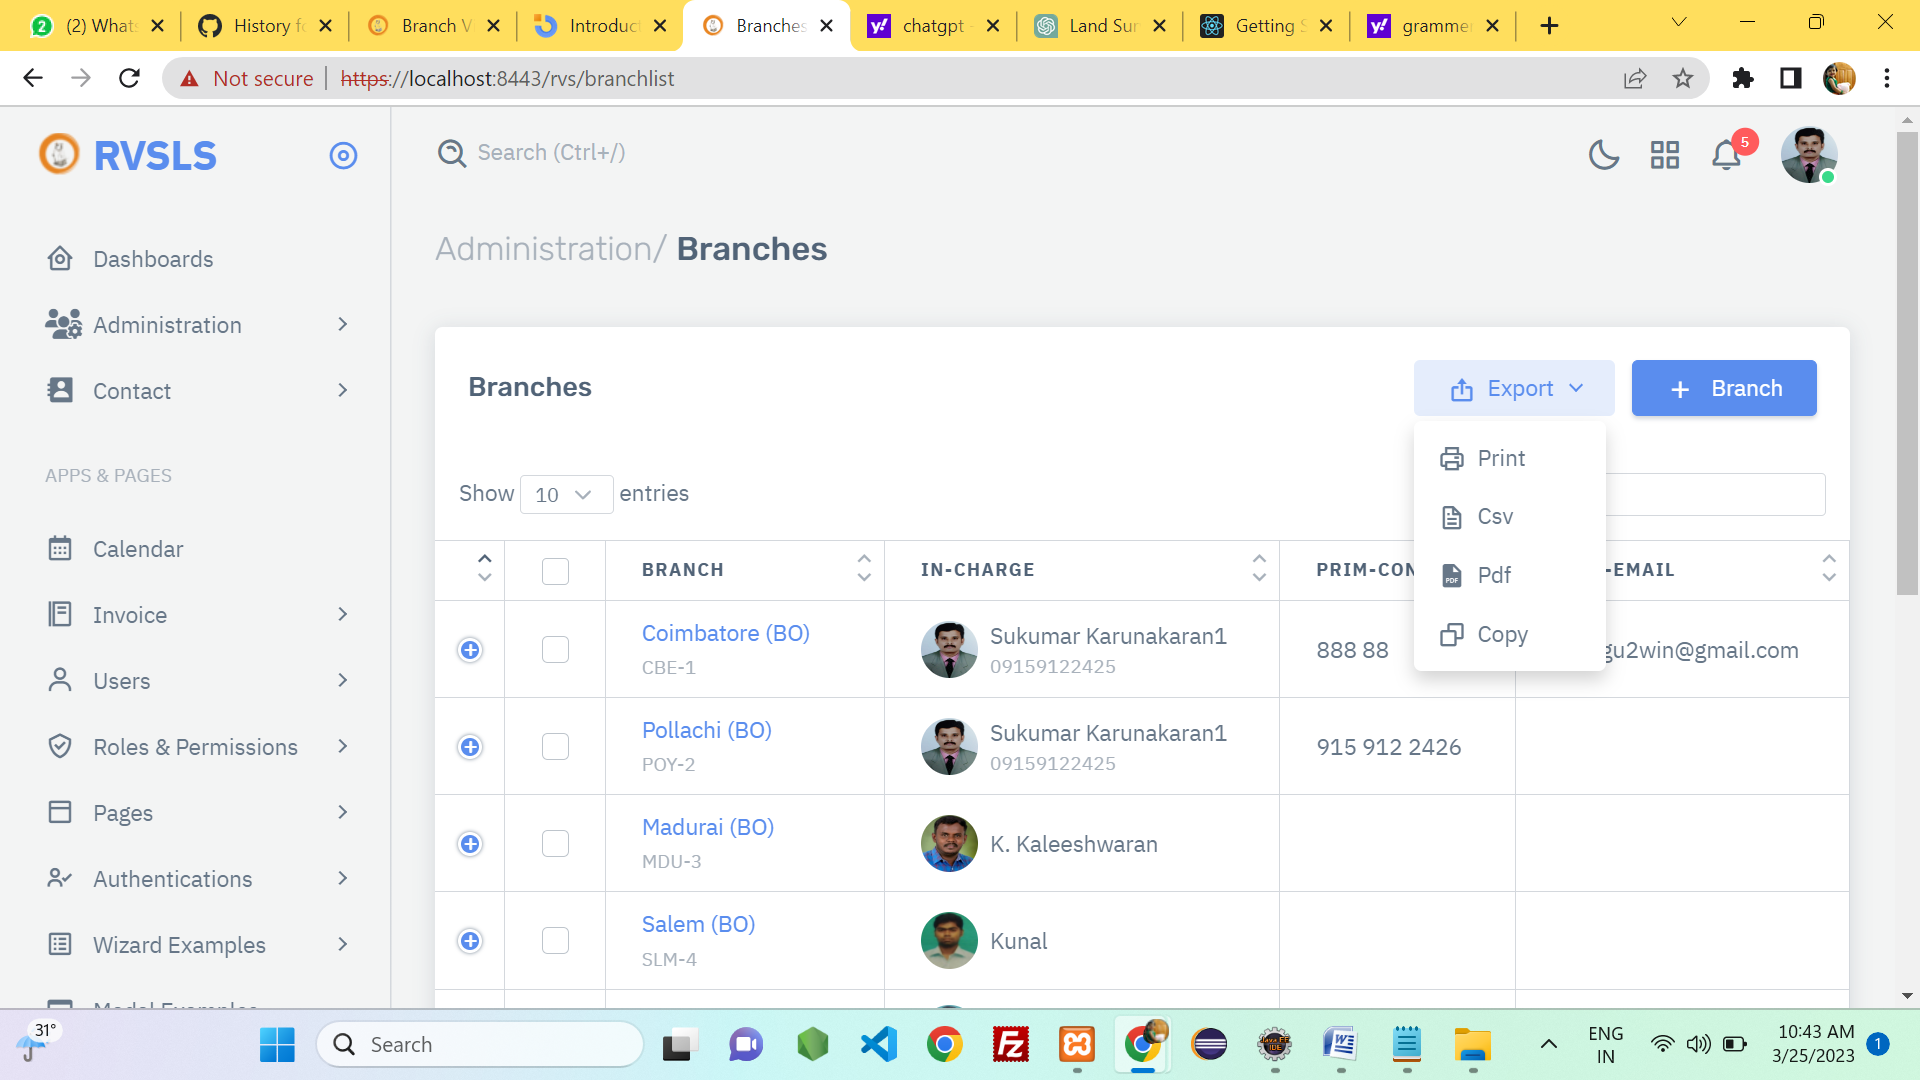 (2) Whats
History fo
Branch V
Introduct
Branches
chatgpt -
Land Sur
Getting S
grammer
Not secure
https://localhost:8443/rvs/branchlist
RVSLS
Search (Ctrl+/)
5
Dashboards
Administration
Contact
APPS & PAGES
Calendar
Invoice
Users
Roles & Permissions
Pages
Authentications
Wizard Examples
Modal Examples
Administration/ Branches
Branches
Export
+ Branch
Print
Csv
Pdf
Copy
Show 10 entries
BRANCH
IN-CHARGE
PRIM-CON
-EMAIL
Coimbatore (BO)
CBE-1
Sukumar Karunakaran1
09159122425
888 88
gu2win@gmail.com
Pollachi (BO)
POY-2
Sukumar Karunakaran1
09159122425
915 912 2426
Madurai (BO)
MDU-3
K. Kaleeshwaran
Salem (BO)
SLM-4
Kunal
31°
Search
ENG
IN
10:43 AM
3/25/2023
1